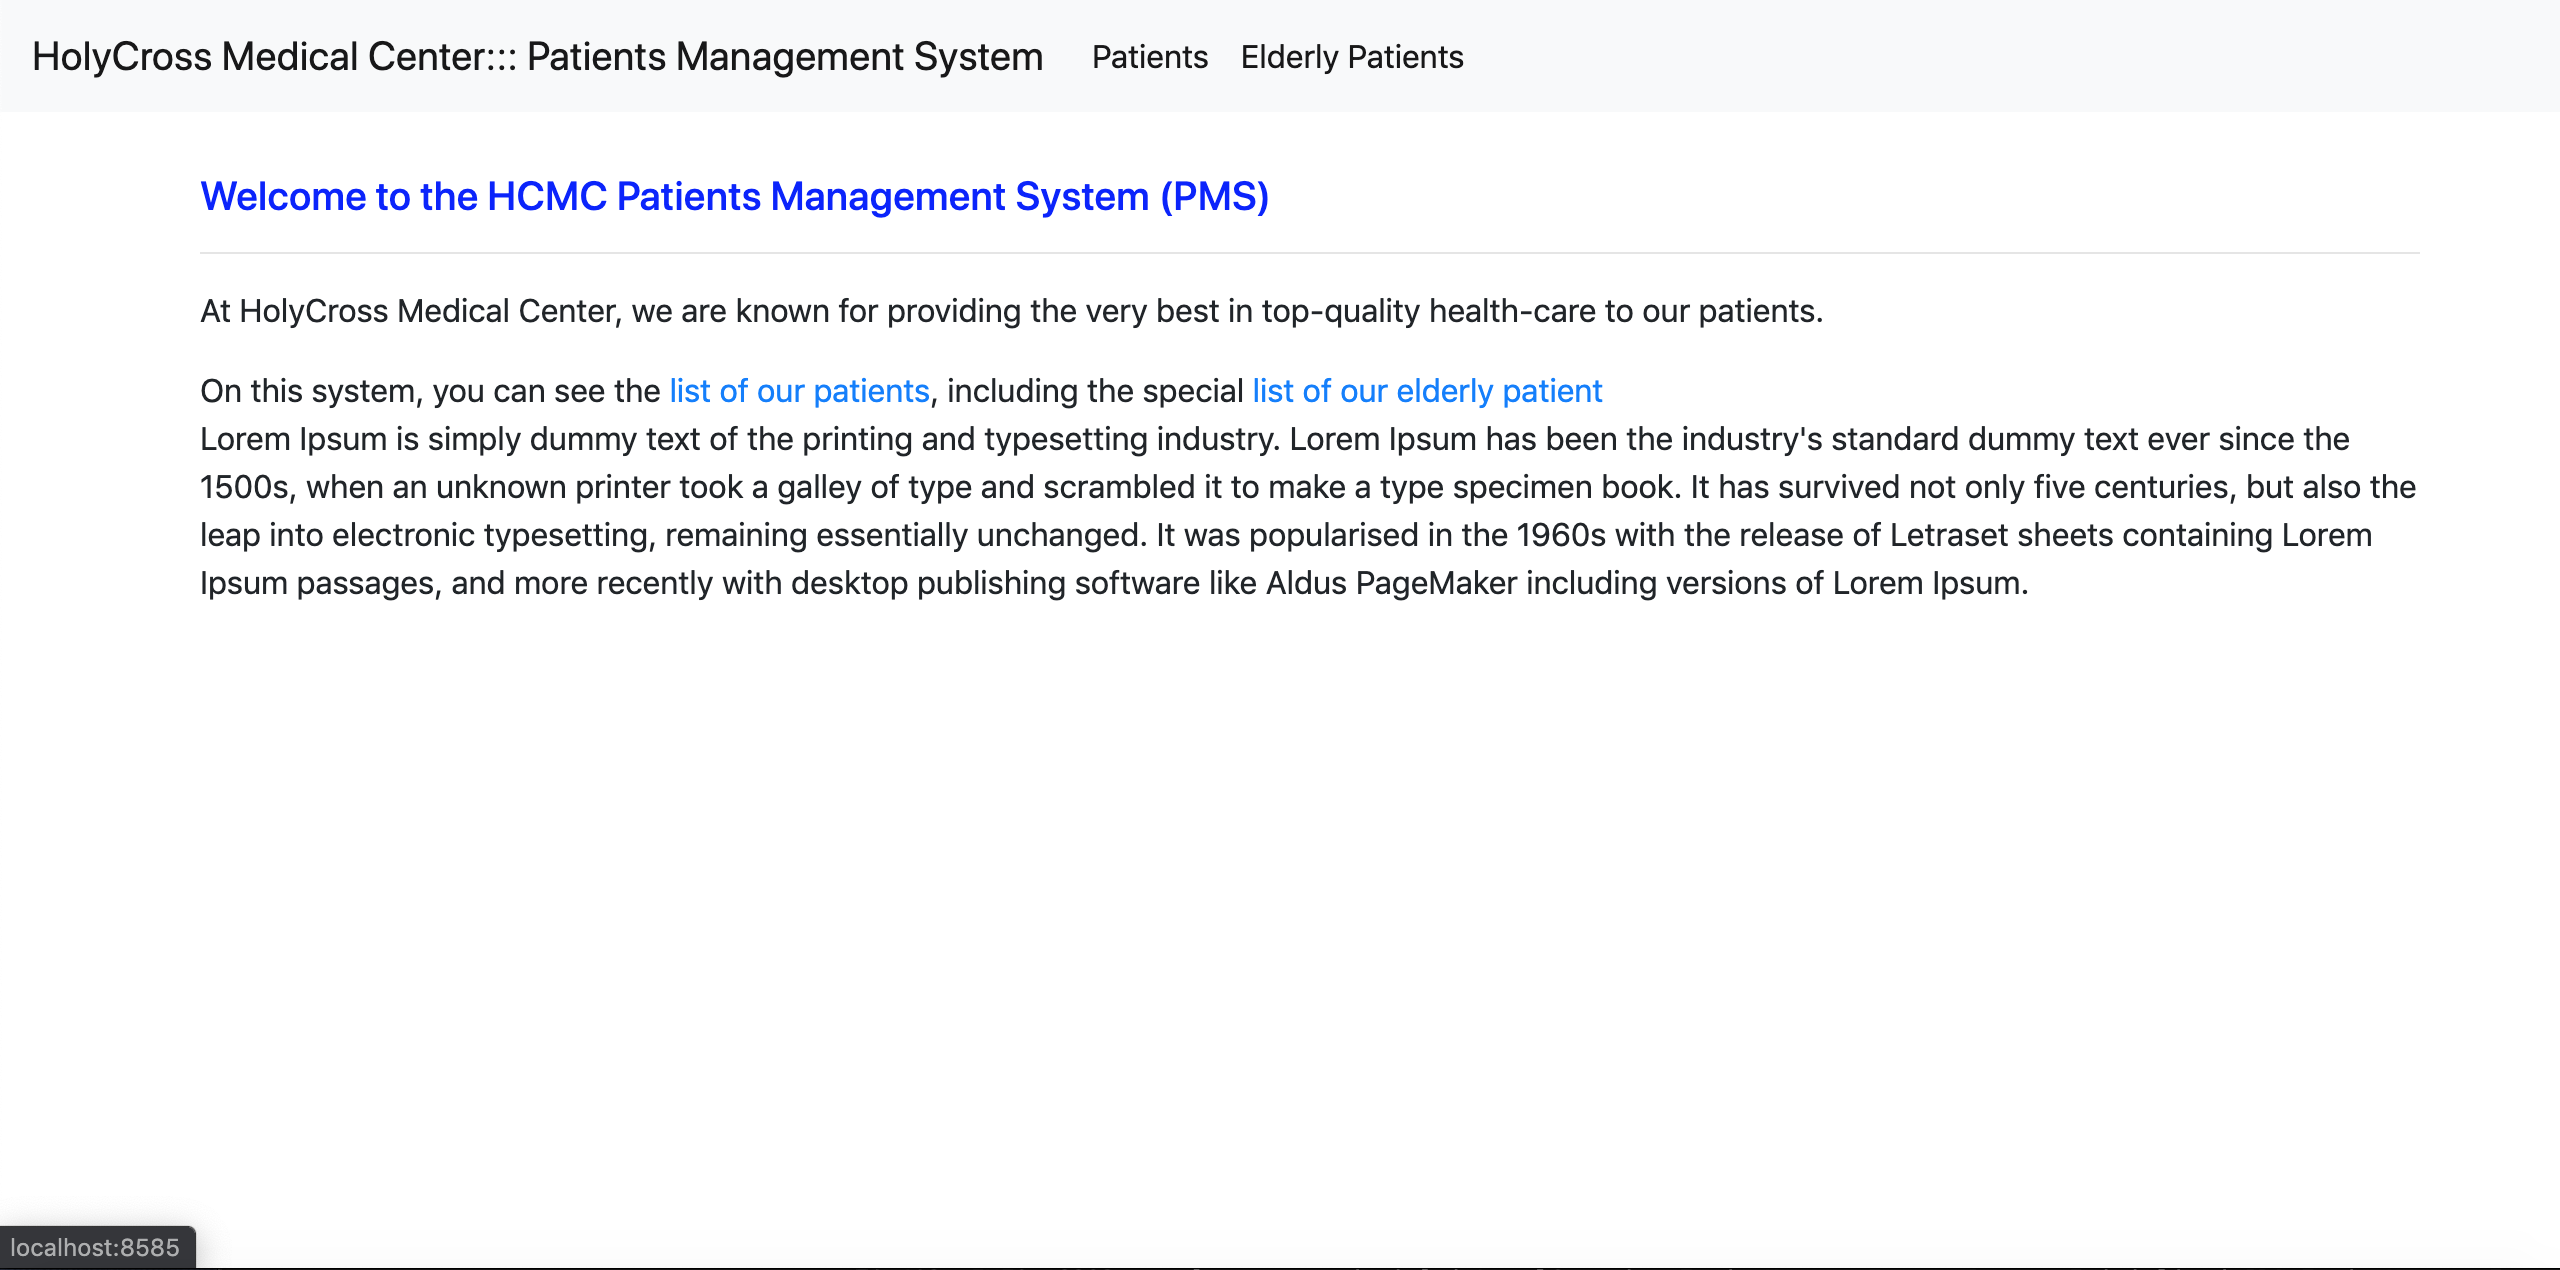 HolyCross Medical Center::: Patients Management System Patients Elderly Patients
Welcome to the HCMC Patients Management System (PMS)
At HolyCross Medical Center, we are known for providing the very best in top-quality health-care to our patients.
On this system, you can see the list of our patients, including the special list of our elderly patient
Lorem Ipsum is simply dummy text of the printing and typesetting industry. Lorem Ipsum has been the industry's standard dummy text ever since the
1500s, when an unknown printer took a galley of type and scrambled it to make a type specimen book. It has survived not only five centuries, but also the
leap into electronic typesetting, remaining essentially unchanged. It was popularised in the 1960s with the release of Letraset sheets containing Lorem
Ipsum passages, and more recently with desktop publishing software like Aldus PageMaker including versions of Lorem Ipsum.
localhost:8585